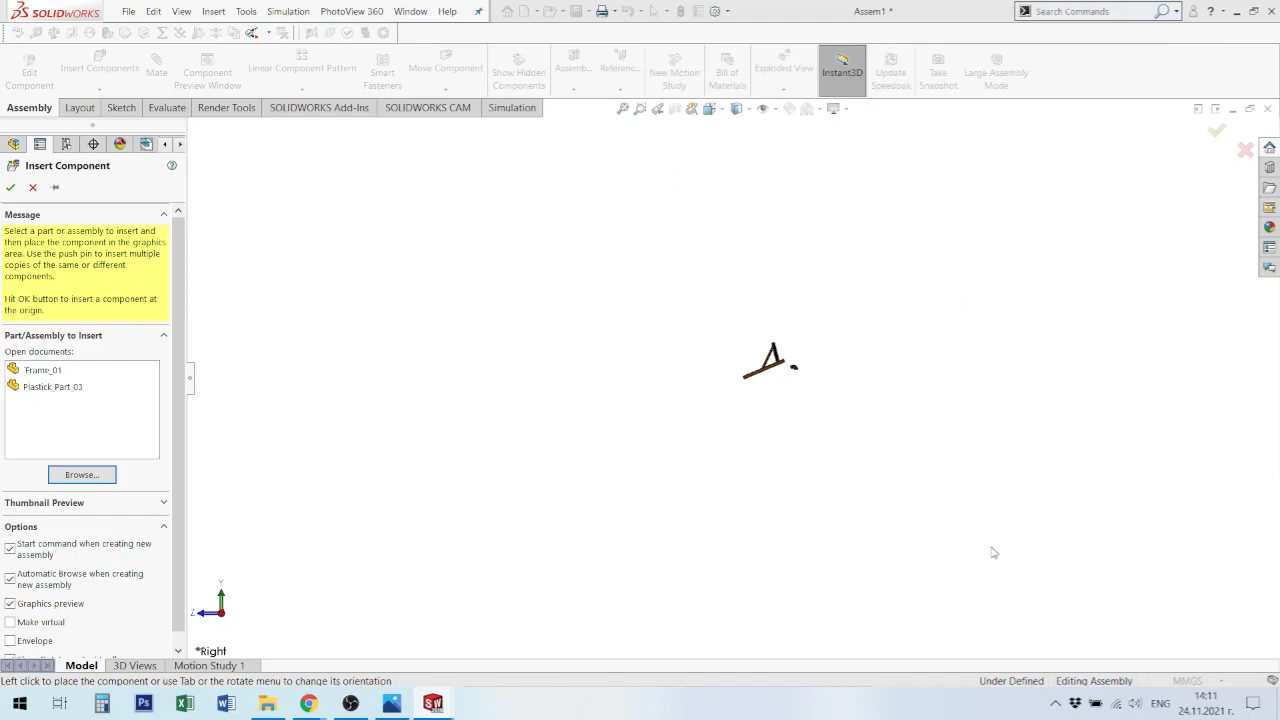 SOLIDWORKS File Edit View Insert Tools Simulation PhotoView 360 Window Help Assem1 * Search Commands
Edit Component
Insert Components
Mate
Component Preview Window
Linear Component Pattern
Smart Fasteners
Move Component
Show Hidden Components
Assemb...
Referenc...
New Motion Study
Bill of Materials
Exploded View
Instant3D
Update Speedpak
Take Snapshot
Large Assembly Mode
Assembly Layout Sketch Evaluate Render Tools SOLIDWORKS Add-Ins SOLIDWORKS CAM Simulation
Insert Component
Message
Select a part or assembly to insert and
then place the component in the graphics
area. Use the push pin to insert multiple
copies of the same or different
components.
Hit OK button to insert a component at
the origin.
Part/Assembly to Insert
Open documents:
Frame_01
Plastick_Part_03
Browse...
Thumbnail Preview
Options
Start command when creating new
assembly
Automatic Browse when creating
new assembly
Graphics preview
Make virtual
Envelope
Y
Z
*Right
Model 3D Views Motion Study 1
Left click to place the component or use Tab or the rotate menu to change its orientation Under Defined Editing Assembly MMGS
ENG 14:11
24.11.2021 г.